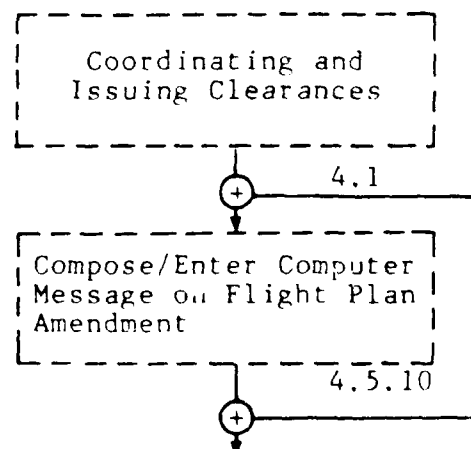 Coordinating and
Issuing Clearances
+
4.1
Compose/Enter Computer
Message on Flight Plan
Amendment
4.5.10
+